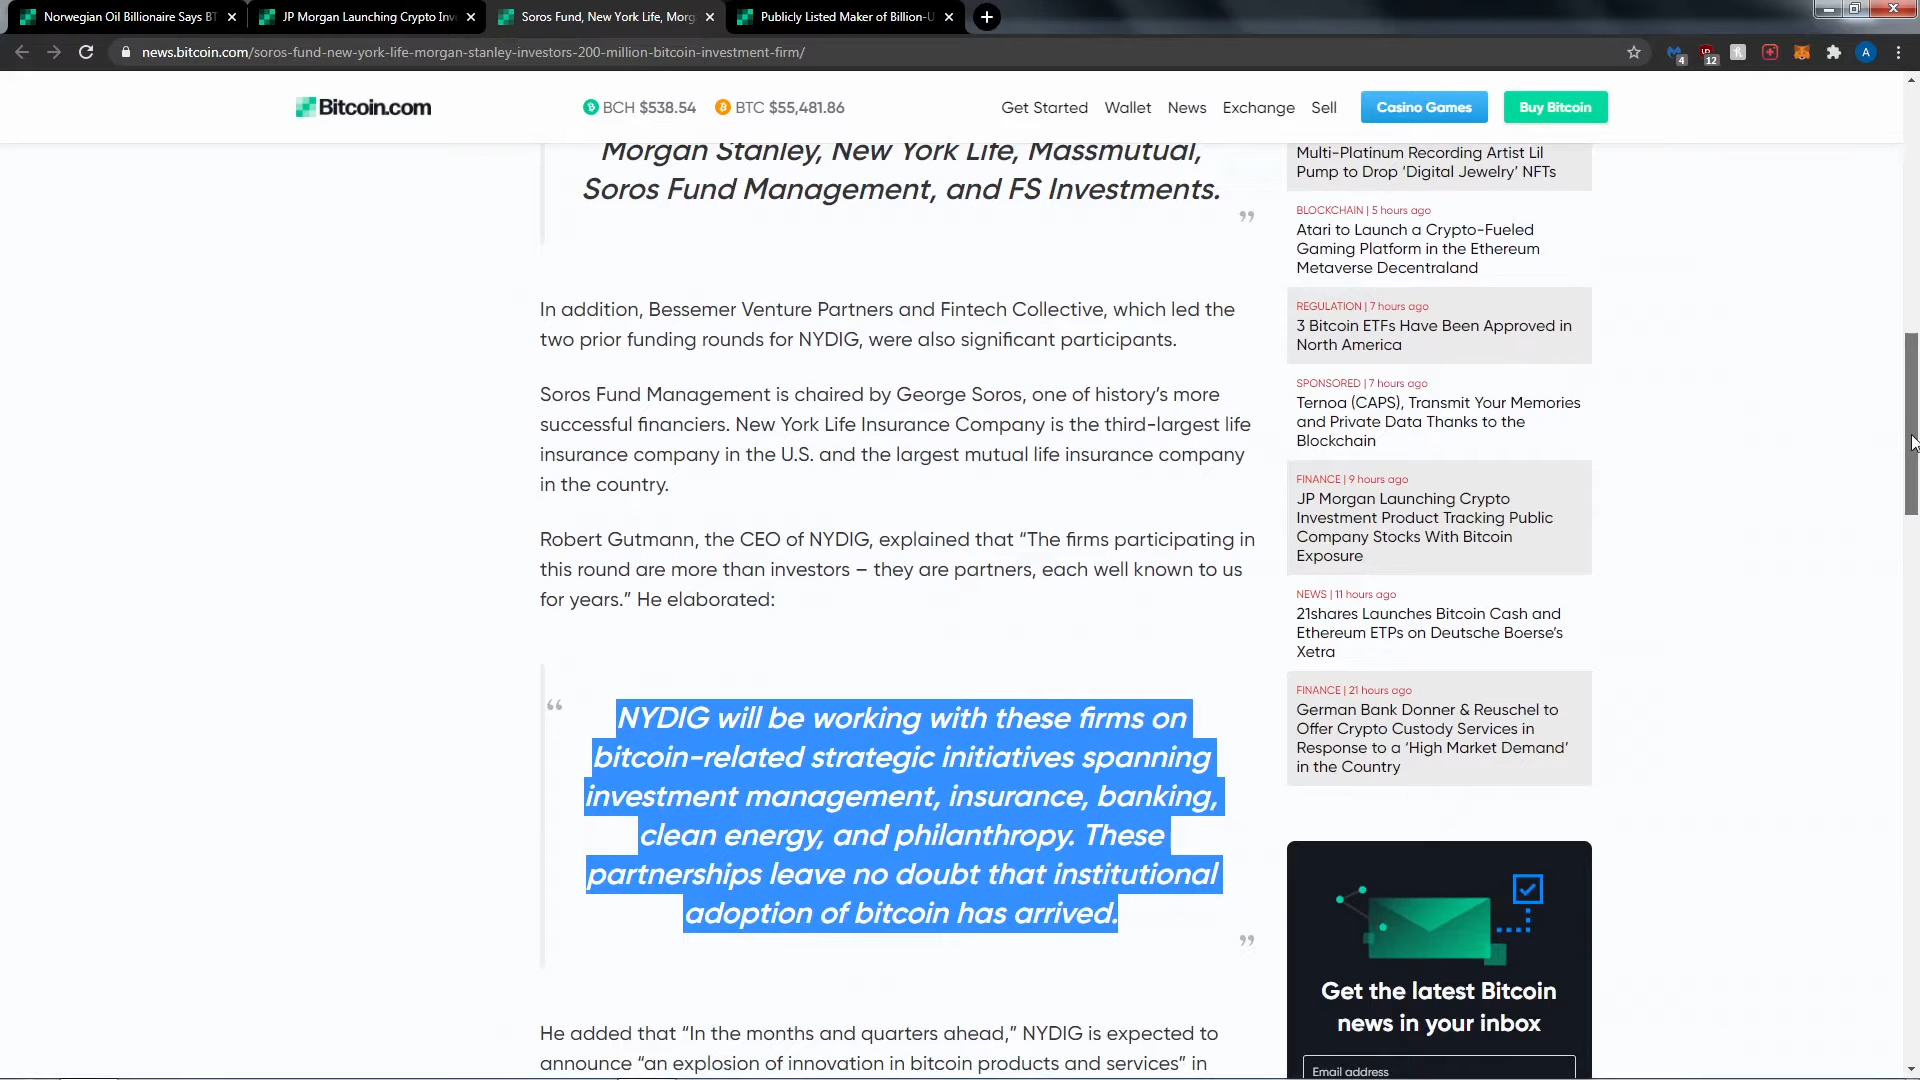 Norwegian Oil Billionaire Says BT
JP Morgan Launching Crypto Inv
Soros Fund, New York Life, Morg
Publicly Listed Maker of Billion-U
news.bitcoin.com/soros-fund-new-york-life-morgan-stanley-investors-200-million-bitcoin-investment-firm/
4
12
A
Bitcoin.com
BCH $538.54
BTC $55,481.86
Get Started
Wallet
News
Exchange
Sell
Casino Games
Buy Bitcoin
Morgan Stanley, New York Life, Massmutual,
Soros Fund Management, and FS Investments.
”
In addition, Bessemer Venture Partners and Fintech Collective, which led the
two prior funding rounds for NYDIG, were also significant participants.
Soros Fund Management is chaired by George Soros, one of history’s more
successful financiers. New York Life Insurance Company is the third-largest life
insurance company in the U.S. and the largest mutual life insurance company
in the country.
Robert Gutmann, the CEO of NYDIG, explained that “The firms participating in
this round are more than investors – they are partners, each well known to us
for years.” He elaborated:
“
NYDIG will be working with these firms on
bitcoin-related strategic initiatives spanning
investment management, insurance, banking,
clean energy, and philanthropy. These
partnerships leave no doubt that institutional
adoption of bitcoin has arrived.
”
He added that “In the months and quarters ahead,” NYDIG is expected to
announce “an explosion of innovation in bitcoin products and services” in
Multi-Platinum Recording Artist Lil
Pump to Drop ‘Digital Jewelry’ NFTs
BLOCKCHAIN | 5 hours ago
Atari to Launch a Crypto-Fueled
Gaming Platform in the Ethereum
Metaverse Decentraland
REGULATION | 7 hours ago
3 Bitcoin ETFs Have Been Approved in
North America
SPONSORED | 7 hours ago
Ternoa (CAPS), Transmit Your Memories
and Private Data Thanks to the
Blockchain
FINANCE | 9 hours ago
JP Morgan Launching Crypto
Investment Product Tracking Public
Company Stocks With Bitcoin
Exposure
NEWS | 11 hours ago
21shares Launches Bitcoin Cash and
Ethereum ETPs on Deutsche Boerse’s
Xetra
FINANCE | 21 hours ago
German Bank Donner & Reuschel to
Offer Crypto Custody Services in
Response to a ‘High Market Demand’
in the Country
Get the latest Bitcoin
news in your inbox
Email address